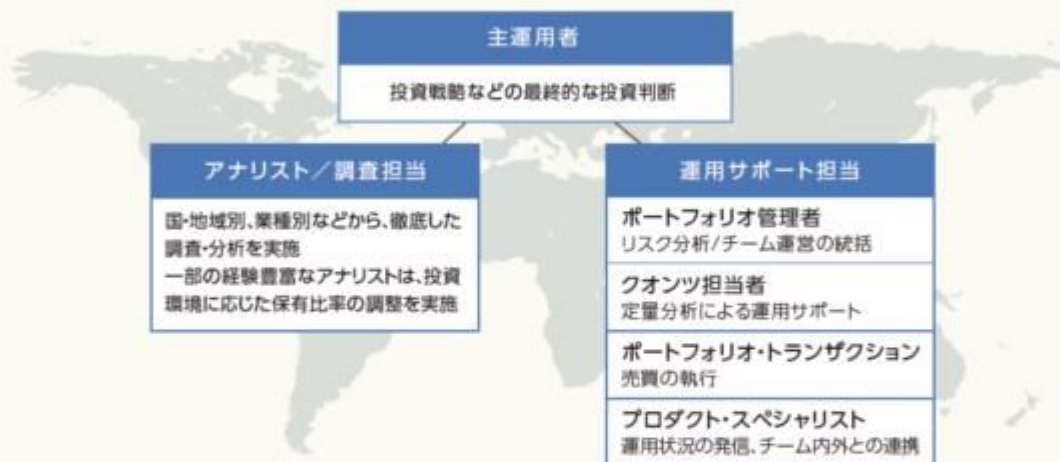 主運用者
投資戦略などの最終的な投資判断
アナリスト／調査担当
国・地域別、業種別などから、徹底した
調査・分析を実施
一部の経験豊富なアナリストは、投資
環境に応じた保有比率の調整を実施
運用サポート担当
ポートフォリオ管理者
リスク分析/チーム運営の統括
クオンツ担当者
定量分析による運用サポート
ポートフォリオ・トランザクション
売買の執行
プロダクト・スペシャリスト
運用状況の発信、チーム内外との連携